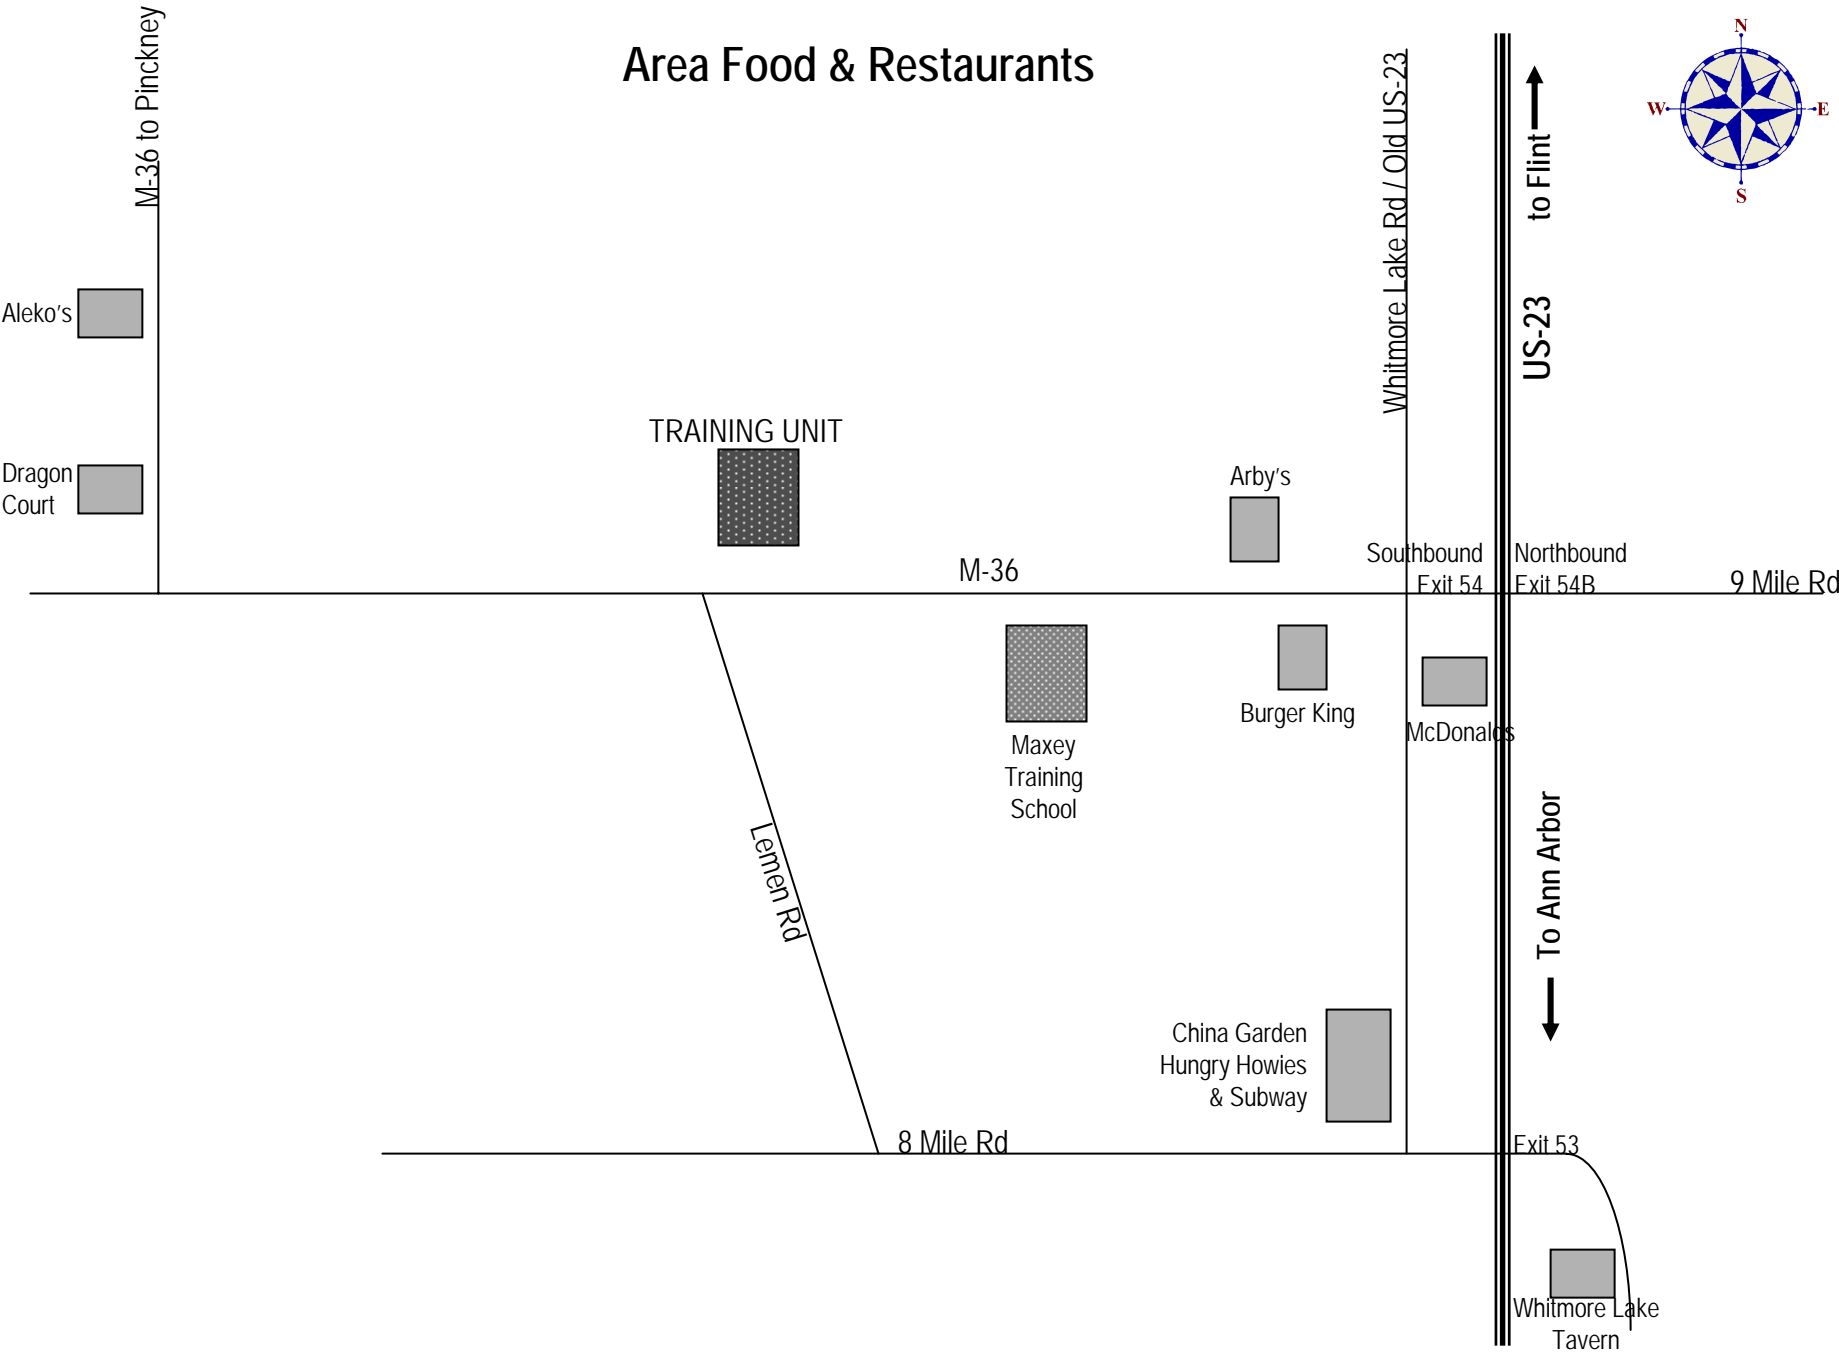 Area Food & Restaurants
M-36 to Pinckney
Whitmore Lake Rd / Old US-23
to Flint
N
W
E
S
US-23
Aleko's
TRAINING UNIT
Dragon
Court
Arby's
Southbound
Exit 54
Northbound
Exit 54B
M-36
9 Mile Rd
Burger King
McDonalds
Maxey
Training
School
Lemen Rd
To Ann Arbor
China Garden
Hungry Howies
& Subway
8 Mile Rd
Exit 53
Whitmore Lake
Tavern